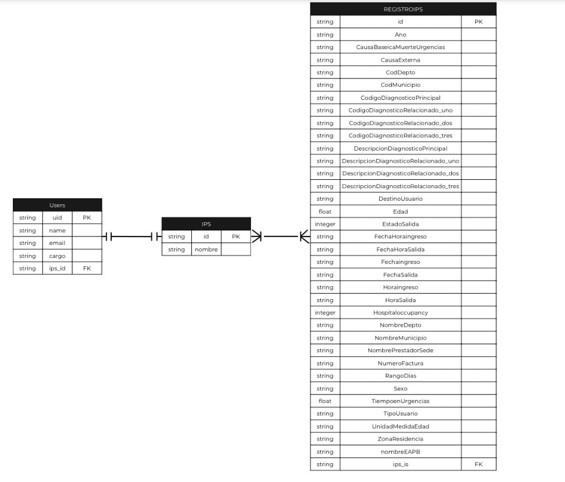 Users
string uid PK
string name
string email
string cargo
string ips_id FK
IPS
string id PK
string nombre
REGISTROIPS
string id PK
string Ano
string CausaBaseicaMuerteUrgencias
string CausaExterna
string CodDepto
string CodMunicipio
string CodigoDiagnosticoPrincipal
string CodigoDiagnosticoRelacionado_uno
string CodigoDiagnosticoRelacionado_dos
string CodigoDiagnosticoRelacionado_tres
string DescripcionDiagnosticoPrincipal
string DescripcionDiagnosticoRelacionado_uno
string DescripcionDiagnosticoRelacionado_dos
string DescripcionDiagnosticoRelacionado_tres
string DestinoUsuario
float Edad
integer EstadoSalida
string FechaHoraingreso
string FechaHoraSalida
string Fechaingreso
string FechaSalida
string Horaingreso
string HoraSalida
integer Hospitaloccupancy
string NombreDepto
string NombreMunicipio
string NombrePrestadorSede
string NumeroFactura
string RangoDias
string Sexo
float TiempoenUrgencias
string TipoUsuario
string UnidadMedidaEdad
string ZonaResidencia
string nombreEAPB
string ips_is FK